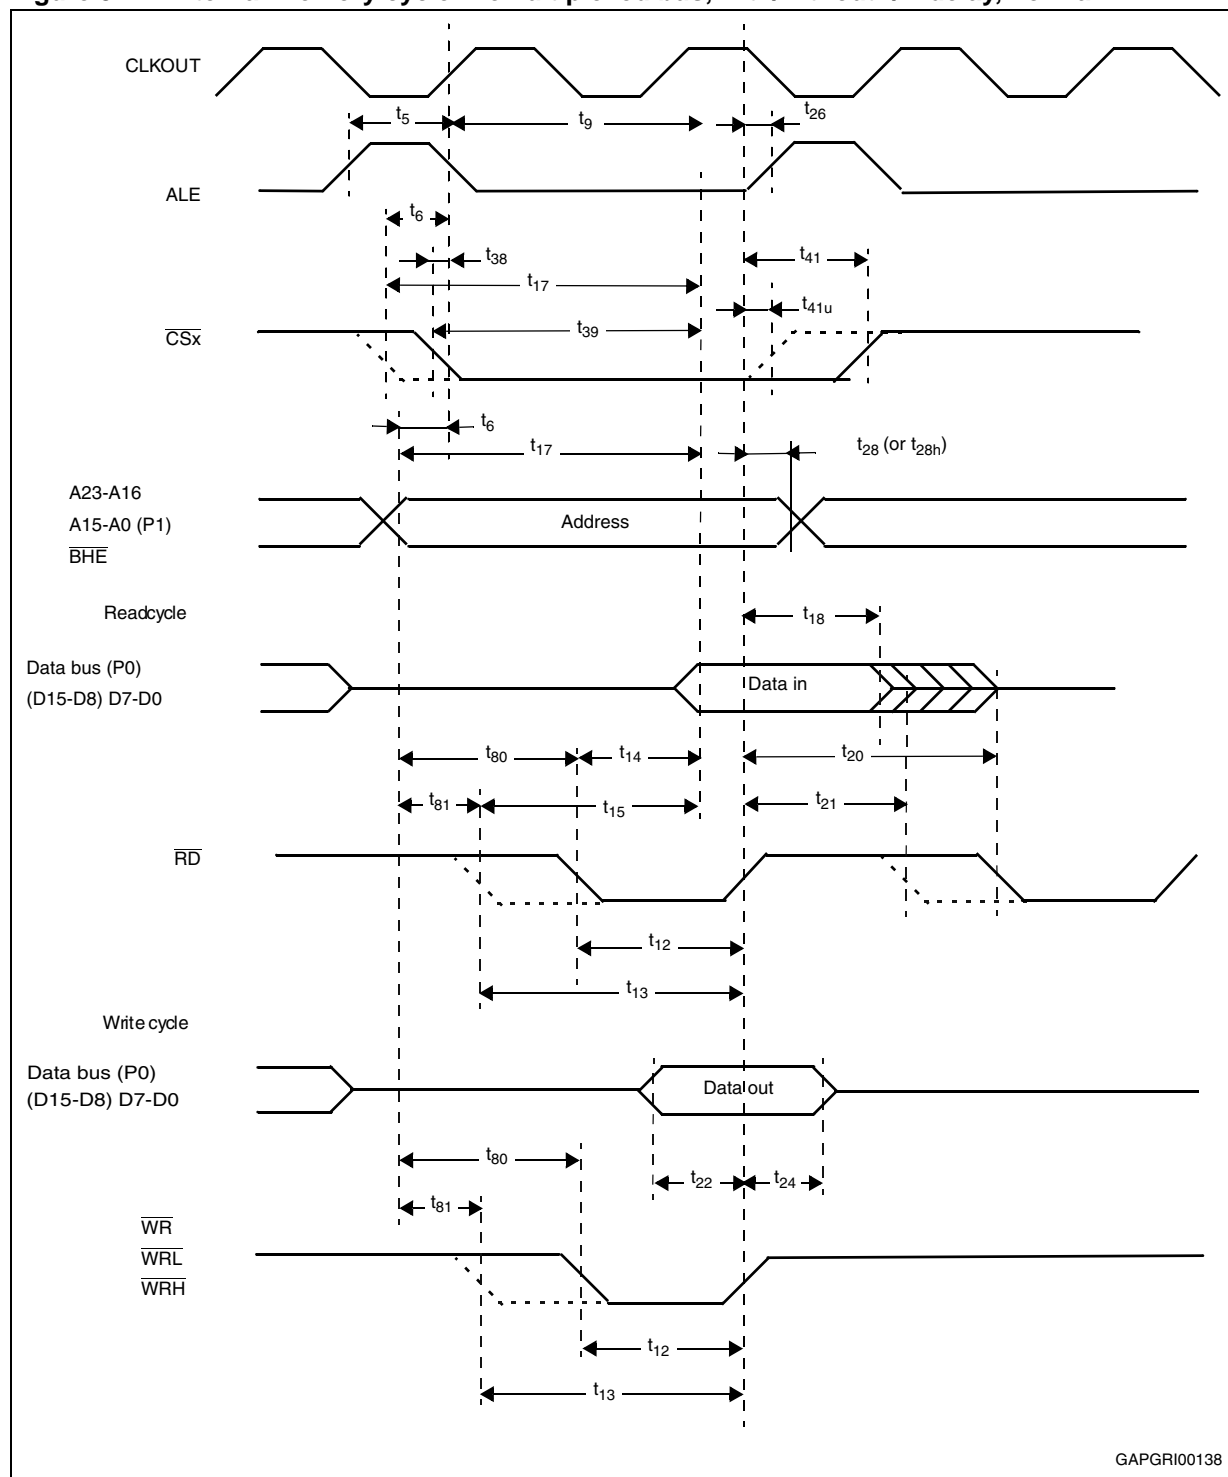 CLKOUT
t5
t9
t26
ALE
t6
t38
t17
t41
t41u
t39
CSx
t6
t17
t28 (or t28h)
A23-A16
A15-A0 (P1)
BHE
Address
Readcycle
t18
Data bus (P0)
(D15-D8) D7-D0
Data in
t80
t14
t20
t81
t15
t21
RD
t12
t13
Write cycle
Data bus (P0)
(D15-D8) D7-D0
Data out
t80
t22
t24
t81
WR
WRL
WRH
t12
t13
GAPGRI00138